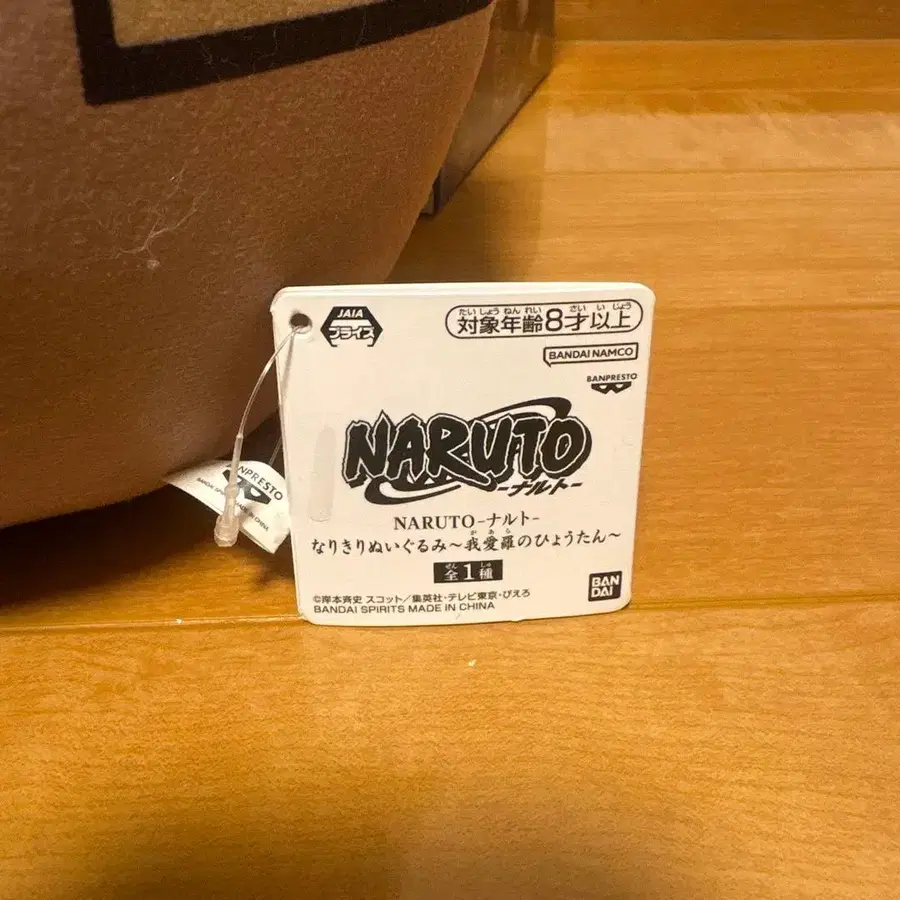 JAIA
プライズ
たいしょうねんれい さいいじょう
対象年齢8才以上
BANDAI NAMCO
BANPRESTO
NARUTO
-ナルト-
NARUTO-ナルト-
があら
なりきりぬいぐるみ~我愛羅のひょうたん~
ぜん しゅ
全1種
©岸本斉史 スコット/集英社・テレビ東京・ぴえろ
BANDAI SPIRITS MADE IN CHINA
BAN
DAI
BANPRESTO